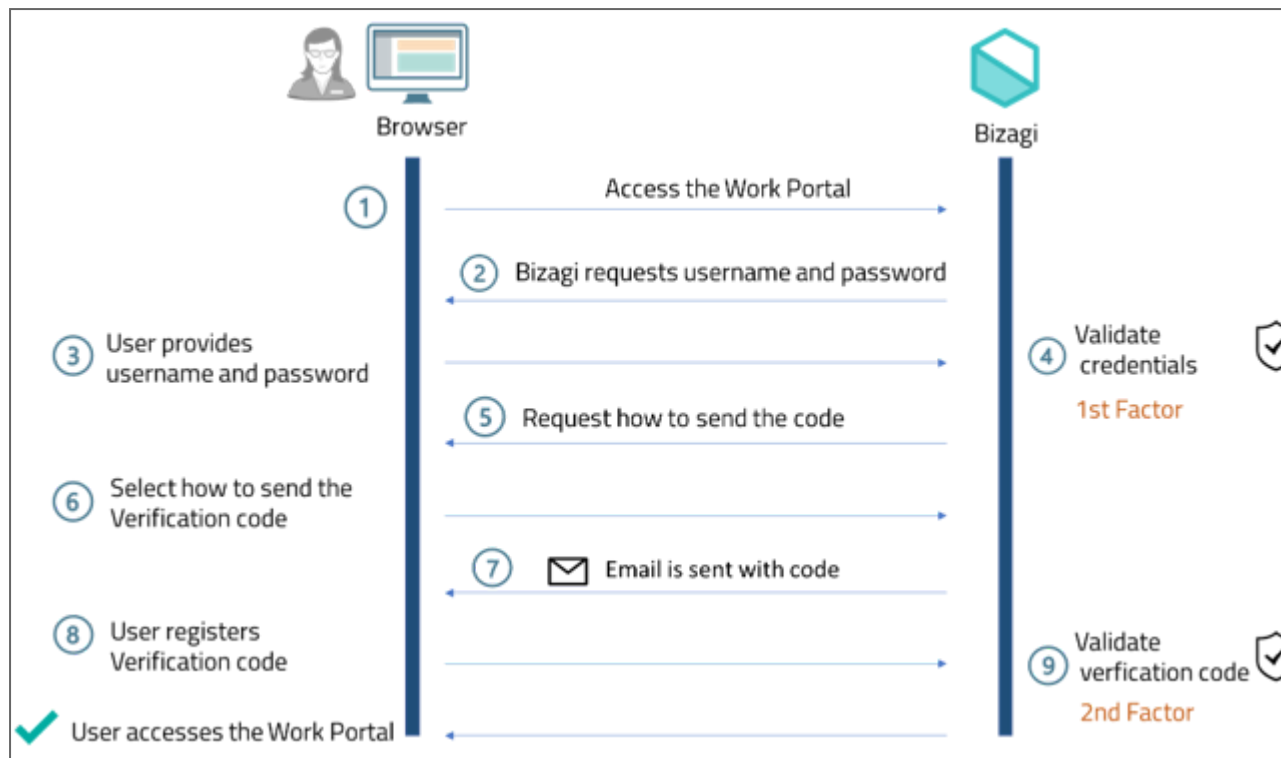 Browser
Bizagi
1
Access the Work Portal
2
Bizagi requests username and password
3
User provides
username and password
4
Validate
credentials
1st Factor
5
Request how to send the code
6
Select how to send the
Verification code
7
Email is sent with code
8
User registers
Verification code
9
Validate
verfication code
2nd Factor
User accesses the Work Portal